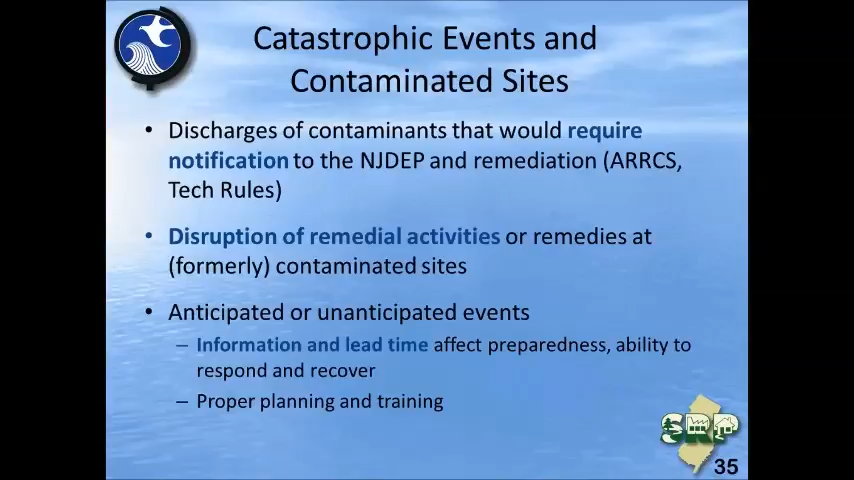 Catastrophic Events and
Contaminated Sites
• Discharges of contaminants that would require
notification to the NJDEP and remediation (ARRCS,
Tech Rules)
• Disruption of remedial activities or remedies at
(formerly) contaminated sites
• Anticipated or unanticipated events
– Information and lead time affect preparedness, ability to
respond and recover
– Proper planning and training
SRP
35